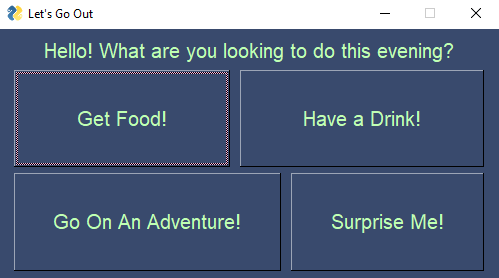 Let's Go Out
Hello! What are you looking to do this evening?
Get Food!
Have a Drink!
Go On An Adventure!
Surprise Me!